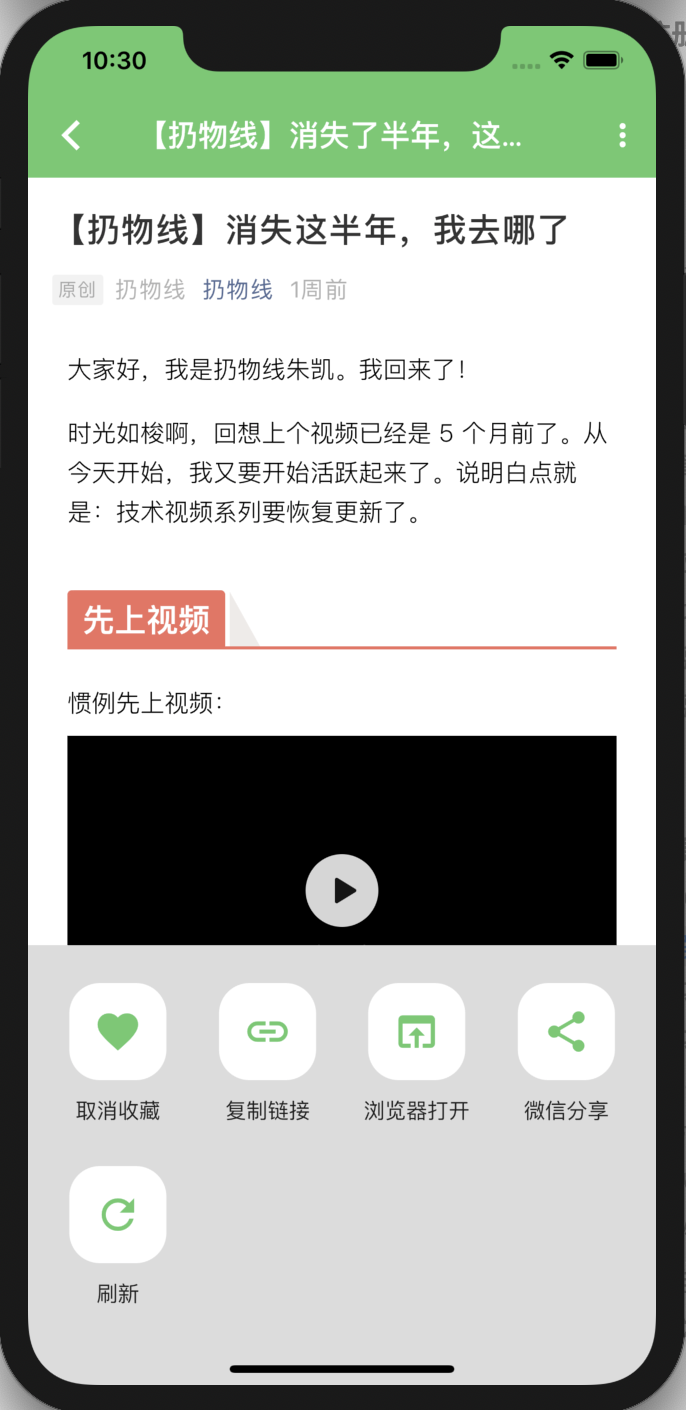 10:30
【扔物线】消失了半年，这...
【扔物线】消失这半年，我去哪了
原创 扔物线 扔物线 1周前
大家好，我是扔物线朱凯。我回来了！
时光如梭啊，回想上个视频已经是 5 个月前了。从
今天开始，我又要开始活跃起来了。说明白点就
是：技术视频系列要恢复更新了。
先上视频
惯例先上视频：
取消收藏 复制链接 浏览器打开 微信分享
刷新